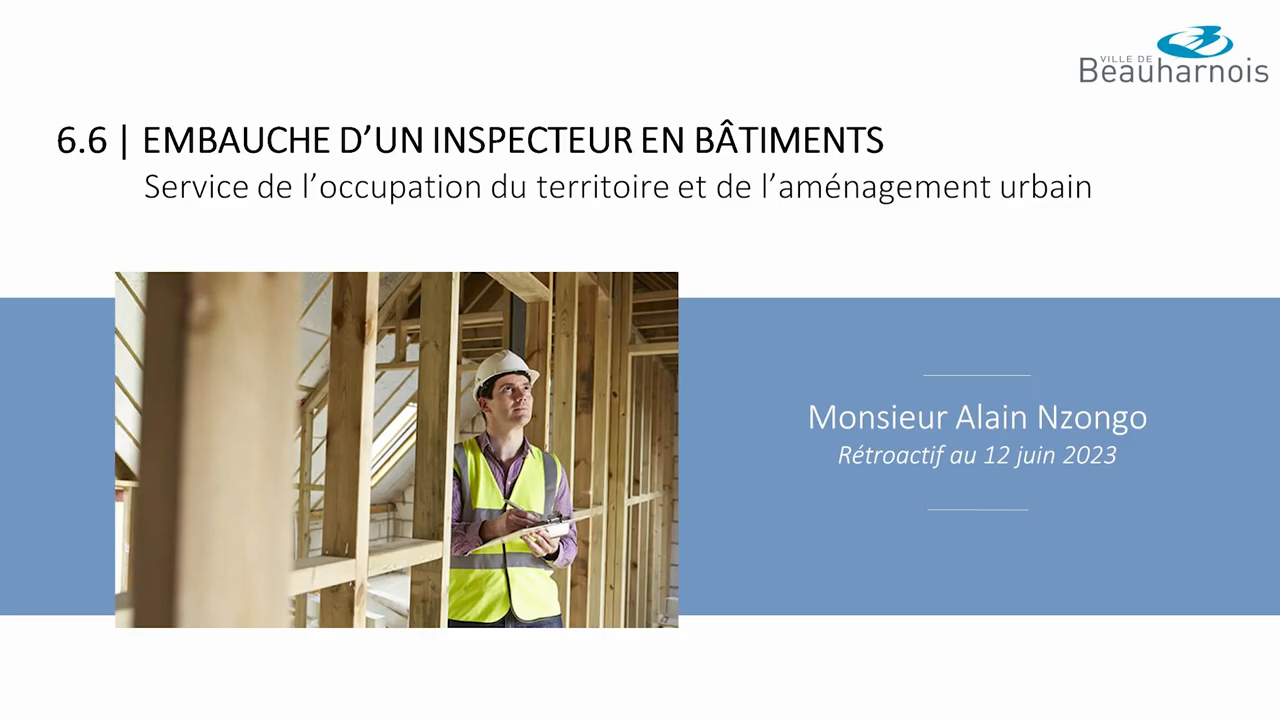 VILLE DE
Beauharnois
6.6 | EMBAUCHE D’UN INSPECTEUR EN BÂTIMENTS
Service de l’occupation du territoire et de l’aménagement urbain
Monsieur Alain Nzongo
Rétroactif au 12 juin 2023